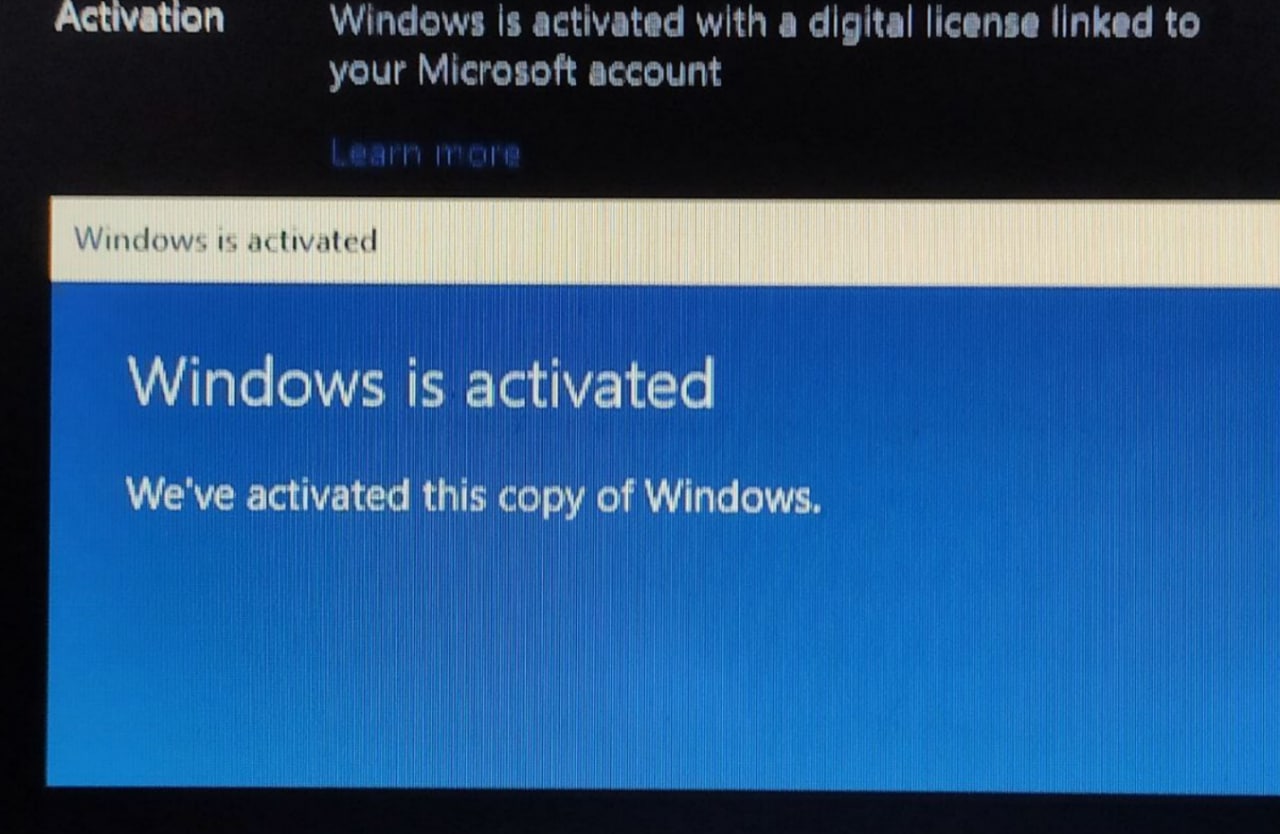 Activation
Windows is activated with a digital license linked to
your Microsoft account
Learn more
Windows is activated
Windows is activated
We've activated this copy of Windows.